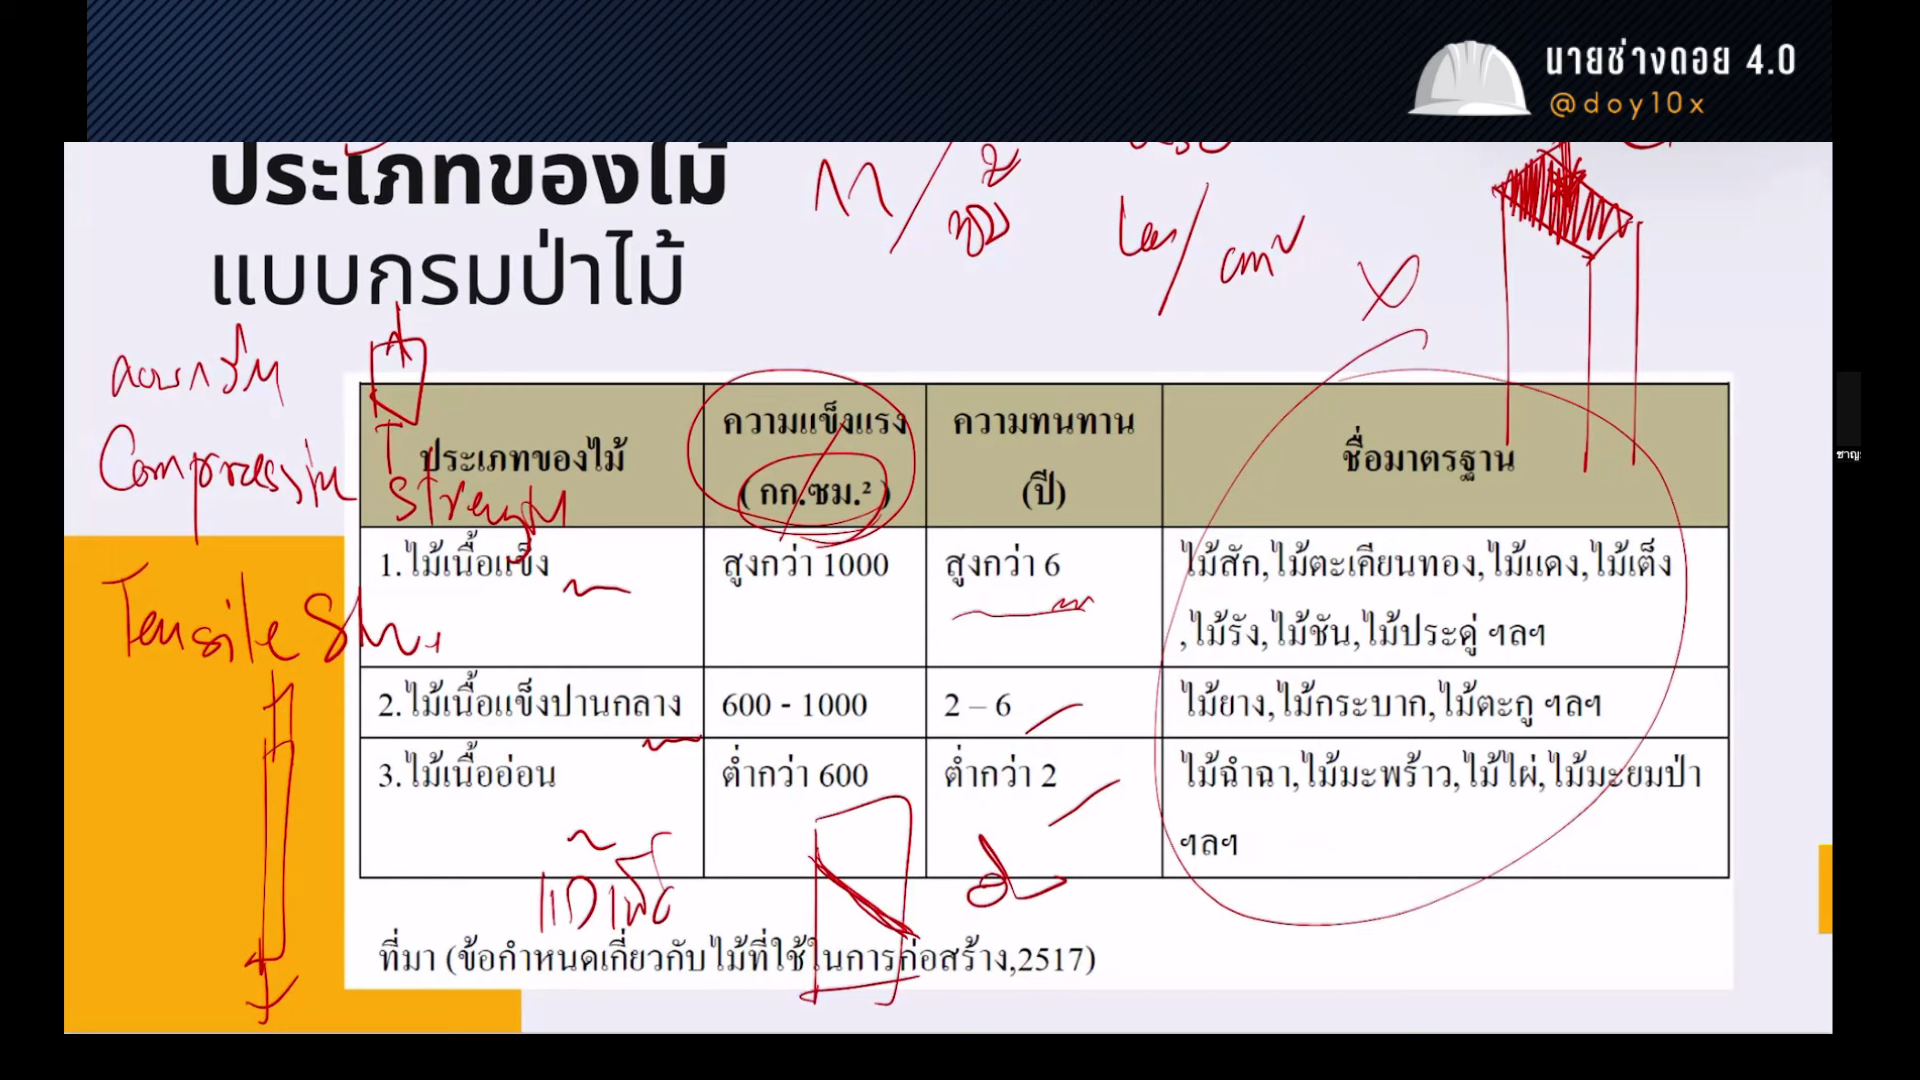 นายช่างดอย 4.0
@doy10x
ประเภทของไม้
แบบกรมป่าไม้
Compression
Strength
Tensile
ประเภทของไม้ ความแข็งแรง (กก.ซม.²) ความทนทาน (ปี) ชื่อมาตรฐาน
1.ไม้เนื้อแข็ง สูงกว่า 1000 สูงกว่า 6 ไม้สัก,ไม้ตะเคียนทอง,ไม้แดง,ไม้เต็ง
,ไม้รัง,ไม้ชัน,ไม้ประดู่ ฯลฯ
2.ไม้เนื้อแข็งปานกลาง 600 - 1000 2 – 6 ไม้ยาง,ไม้กระบาก,ไม้ตะกู ฯลฯ
3.ไม้เนื้ออ่อน ต่ำกว่า 600 ต่ำกว่า 2 ไม้ฉำฉา,ไม้มะพร้าว,ไม้ไผ่,ไม้มะยมป่า
ฯลฯ
ที่มา (ข้อกำหนดเกี่ยวกับไม้ที่ใช้ในการก่อสร้าง,2517)